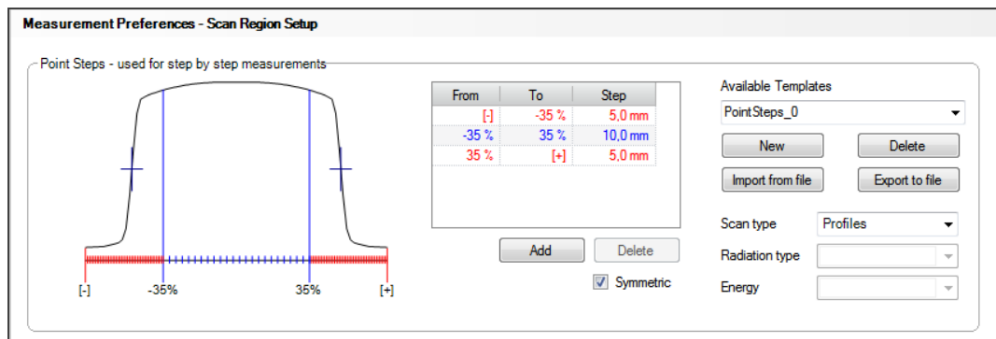 Measurement Preferences - Scan Region Setup
Point Steps - used for step by step measurements
[-] -35% 35% [+]
From To Step
[-] -35 % 5,0 mm
-35 % 35 % 10,0 mm
35 % [+] 5,0 mm
Add Delete
Symmetric
Available Templates
PointSteps_0
New Delete
Import from file Export to file
Scan type Profiles
Radiation type
Energy